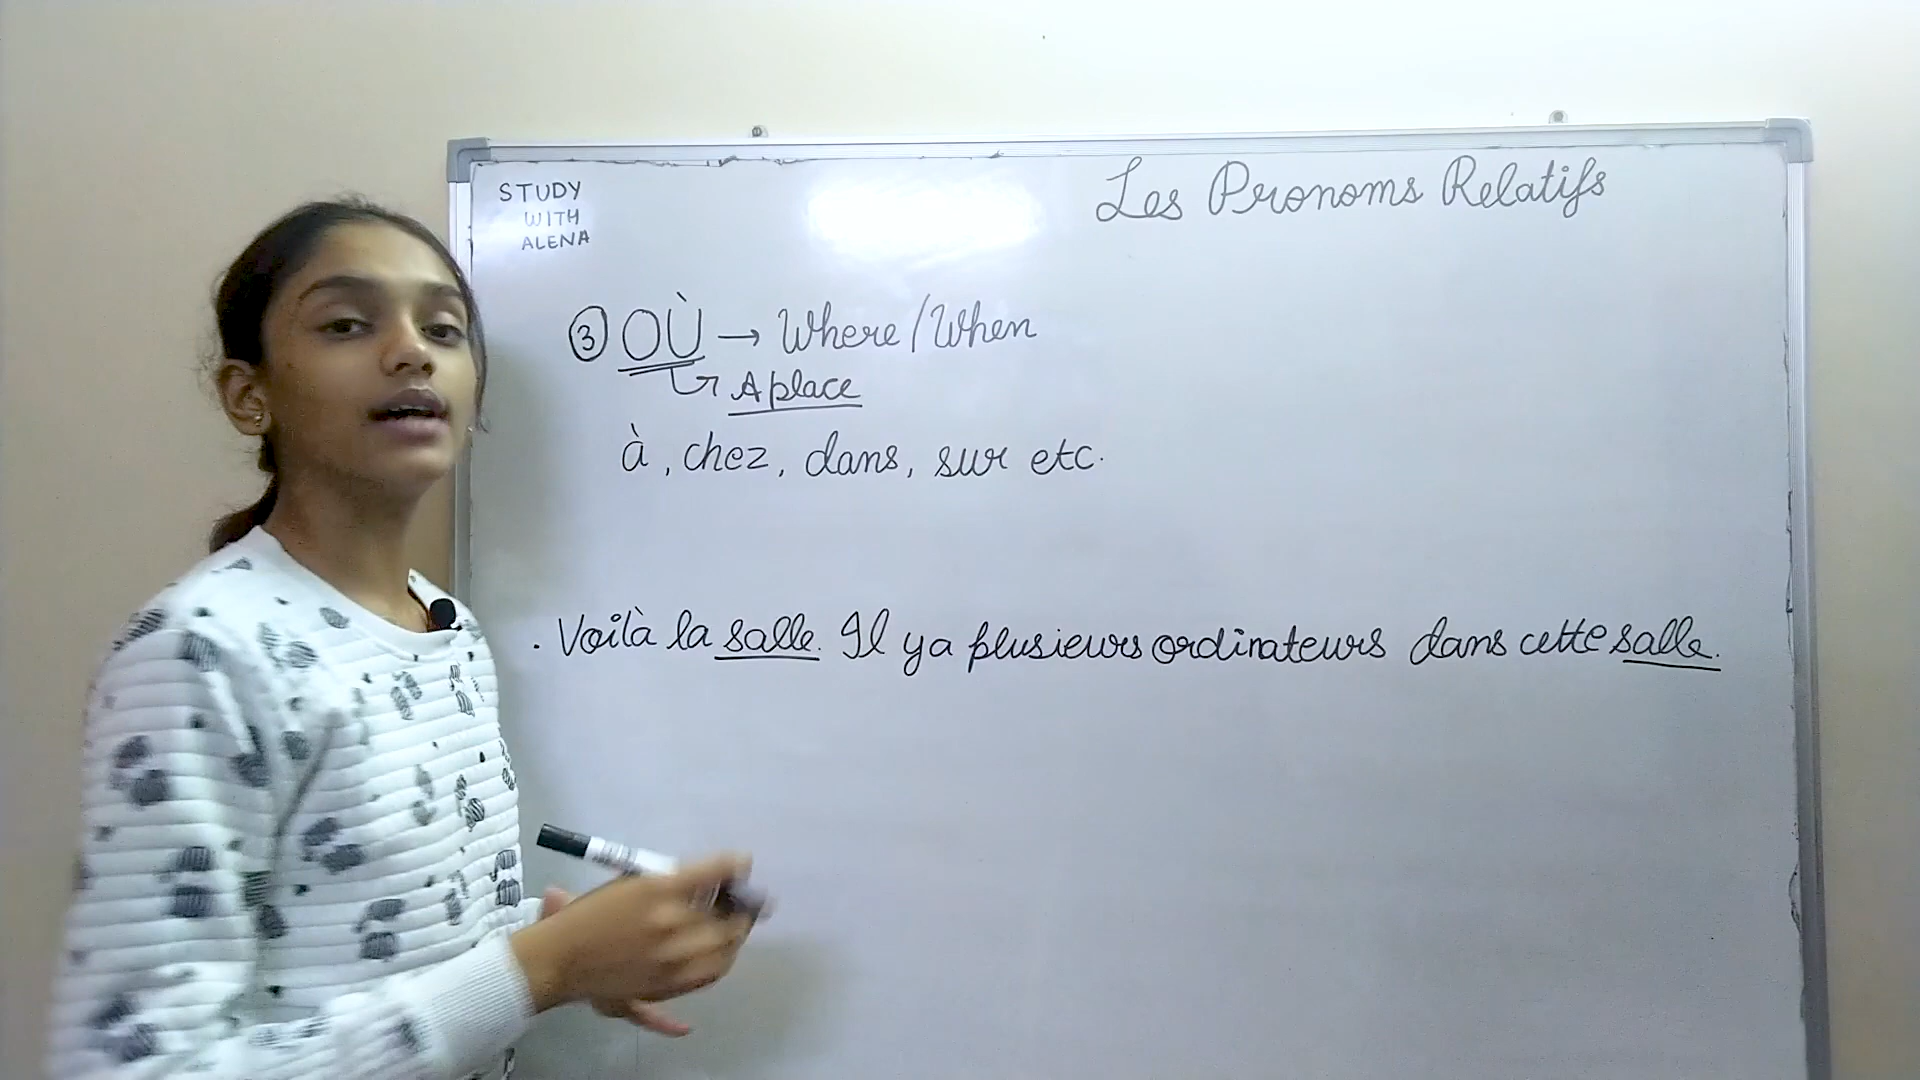 STUDY
WITH
ALENA
Les Pronoms Relatifs
③ OÙ → Where/When
↳ A place
à, chez, dans, sur etc.
. Voilà la salle. Il y a plusieurs ordinateurs dans cette salle.